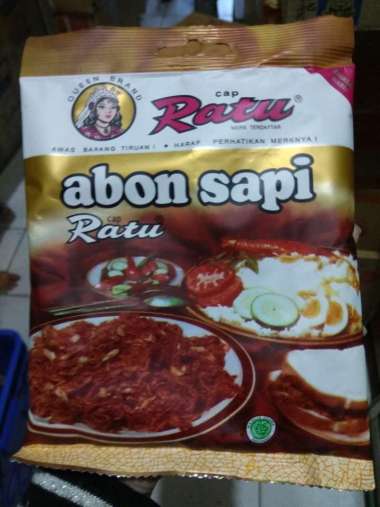 QUEEN BRAND
cap
Ratu®
MERK TERDAFTAR
AWAS BARANG TIRUAN ! • HARAP PERHATIKAN MERKNYA !
abon sapi
cap
Ratu®